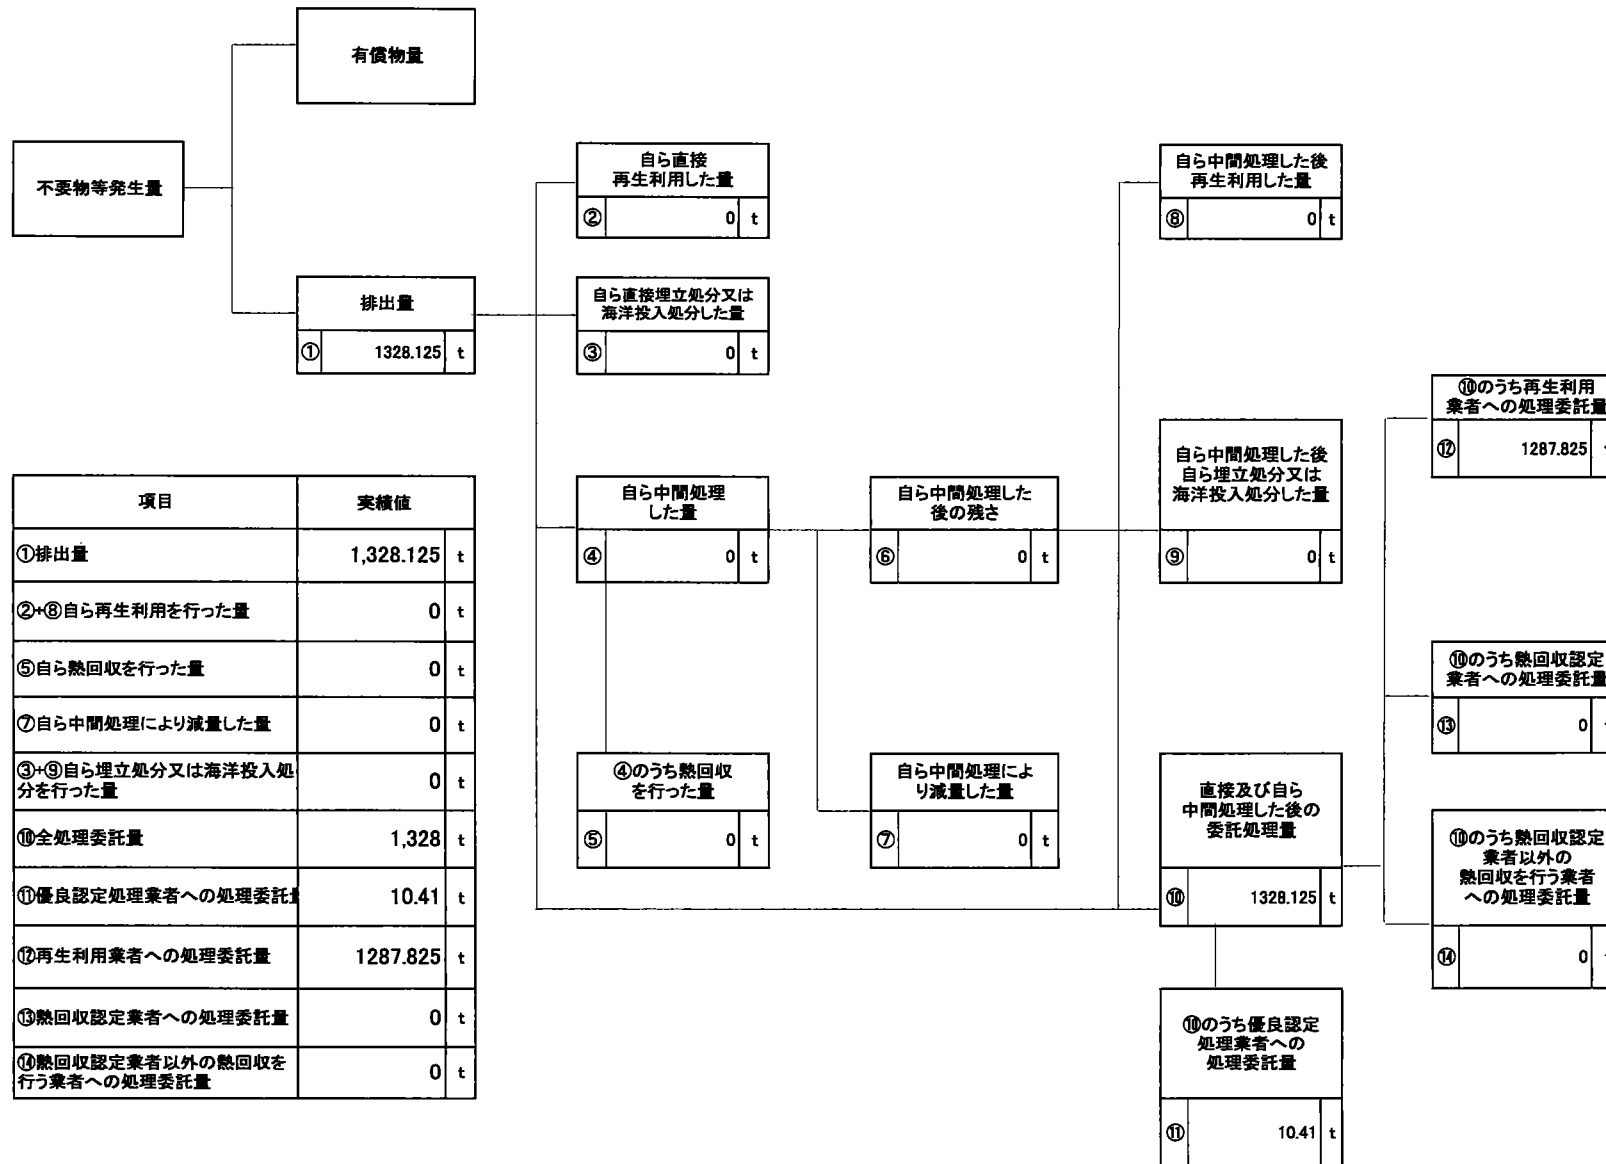 有償物量
不要物等発生量
排出量
① 1328.125 t
自ら直接
再生利用した量
② 0 t
自ら直接埋立処分又は
海洋投入処分した量
③ 0 t
自ら中間処理
した量
④ 0 t
④のうち熱回収
を行った量
⑤ 0 t
自ら中間処理した
後の残さ
⑥ 0 t
自ら中間処理によ
り減量した量
⑦ 0 t
自ら中間処理した後
再生利用した量
⑧ 0 t
自ら中間処理した後
自ら埋立処分又は
海洋投入処分した量
⑨ 0 t
直接及び自ら
中間処理した後の
委託処理量
⑩ 1328.125 t
⑩のうち優良認定
処理業者への
処理委託量
⑪ 10.41 t
⑩のうち再生利用
業者への処理委託量
⑫ 1287.825
⑩のうち熱回収認定
業者への処理委託量
⑬ 0
⑩のうち熱回収認定
業者以外の
熱回収を行う業者
への処理委託量
⑭ 0
項目 実績値
①排出量 1,328.125 t
②+⑧自ら再生利用を行った量 0 t
⑤自ら熱回収を行った量 0 t
⑦自ら中間処理により減量した量 0 t
③+⑨自ら埋立処分又は海洋投入処
分を行った量 0 t
⑩全処理委託量 1,328 t
⑪優良認定処理業者への処理委託量 10.41 t
⑫再生利用業者への処理委託量 1287.825 t
⑬熱回収認定業者への処理委託量 0 t
⑭熱回収認定業者以外の熱回収を
行う業者への処理委託量 0 t